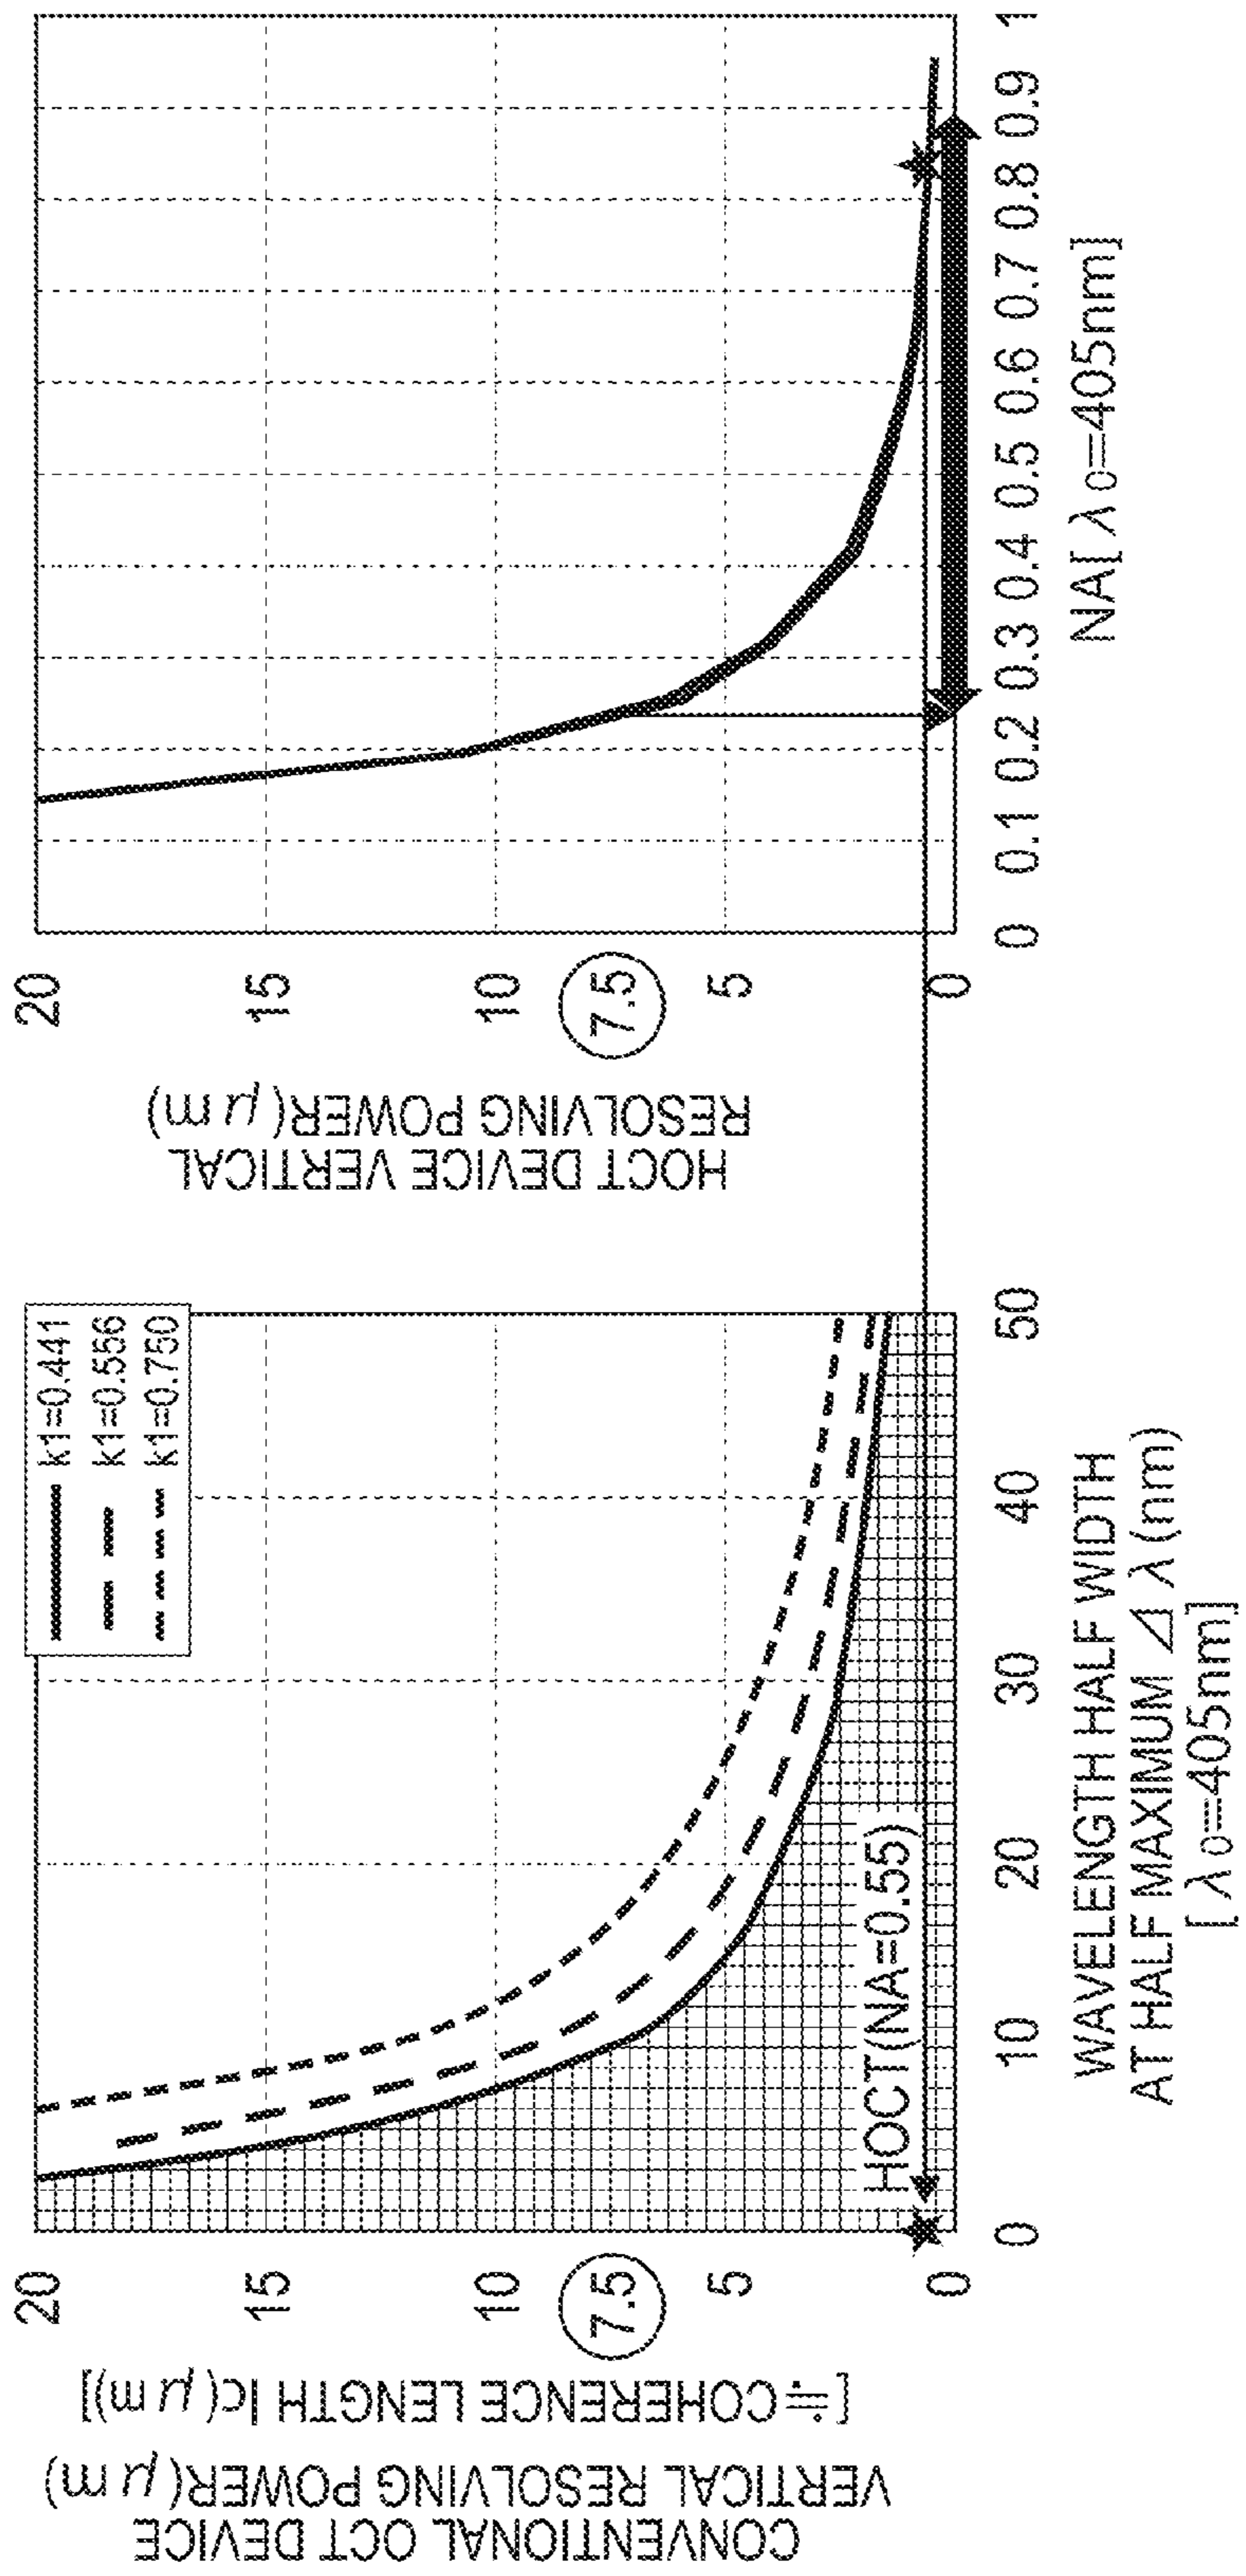 CONVENTIONAL OCT DEVICE
VERTICAL RESOLVING POWER(μm)
[≒COHERENCE LENGTH lc(μm)]
20
15
10
7.5
5
0
k1=0.441
k1=0.556
k1=0.750
HOCT(NA=0.55)
0 10 20 30 40 50
WAVELENGTH HALF WIDTH
AT HALF MAXIMUM ⊿λ(nm)
[λ0=405nm]
HOCT DEVICE VERTICAL
RESOLVING POWER(μm)
20
15
10
7.5
5
0
0 0.1 0.2 0.3 0.4 0.5 0.6 0.7 0.8 0.9 1
NA[λ0=405nm]